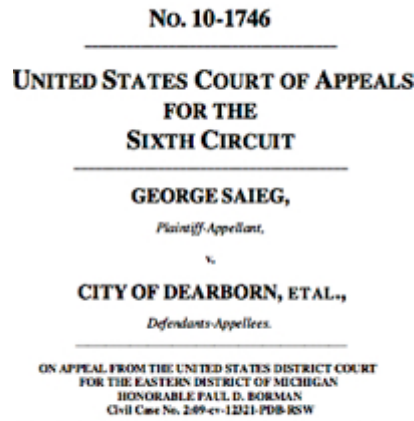 NO. 10-1746
UNITED STATES COURT OF APPEALS
FOR THE
SIXTH CIRCUIT
GEORGE SAIEG,
Plaintiff-Appellant,
v.
CITY OF DEARBORN, ET AL.,
Defendants-Appellees.
ON APPEAL FROM THE UNITED STATES DISTRICT COURT
FOR THE EASTERN DISTRICT OF MICHIGAN
HONORABLE PAUL D. BORMAN
Civil Case No. 2:09-cv-12321-PDB-RSW